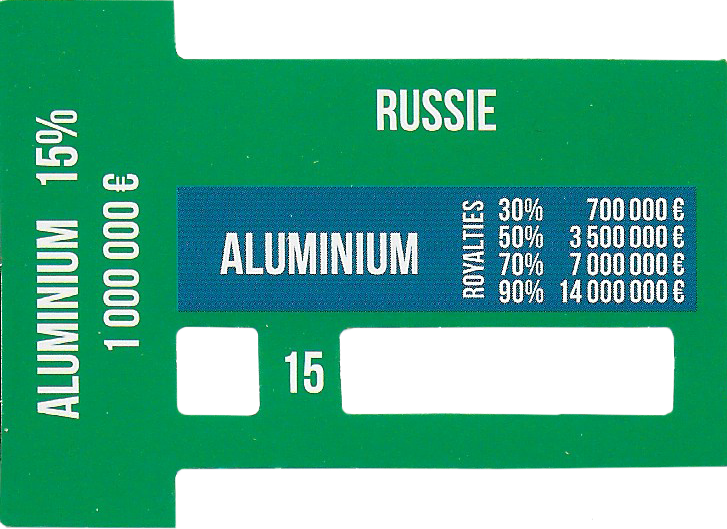 ALUMINIUM 15%
1 000 000 €
RUSSIE
ALUMINIUM
ROYALTIES
30% 700 000 €
50% 3 500 000 €
70% 7 000 000 €
90% 14 000 000 €
15